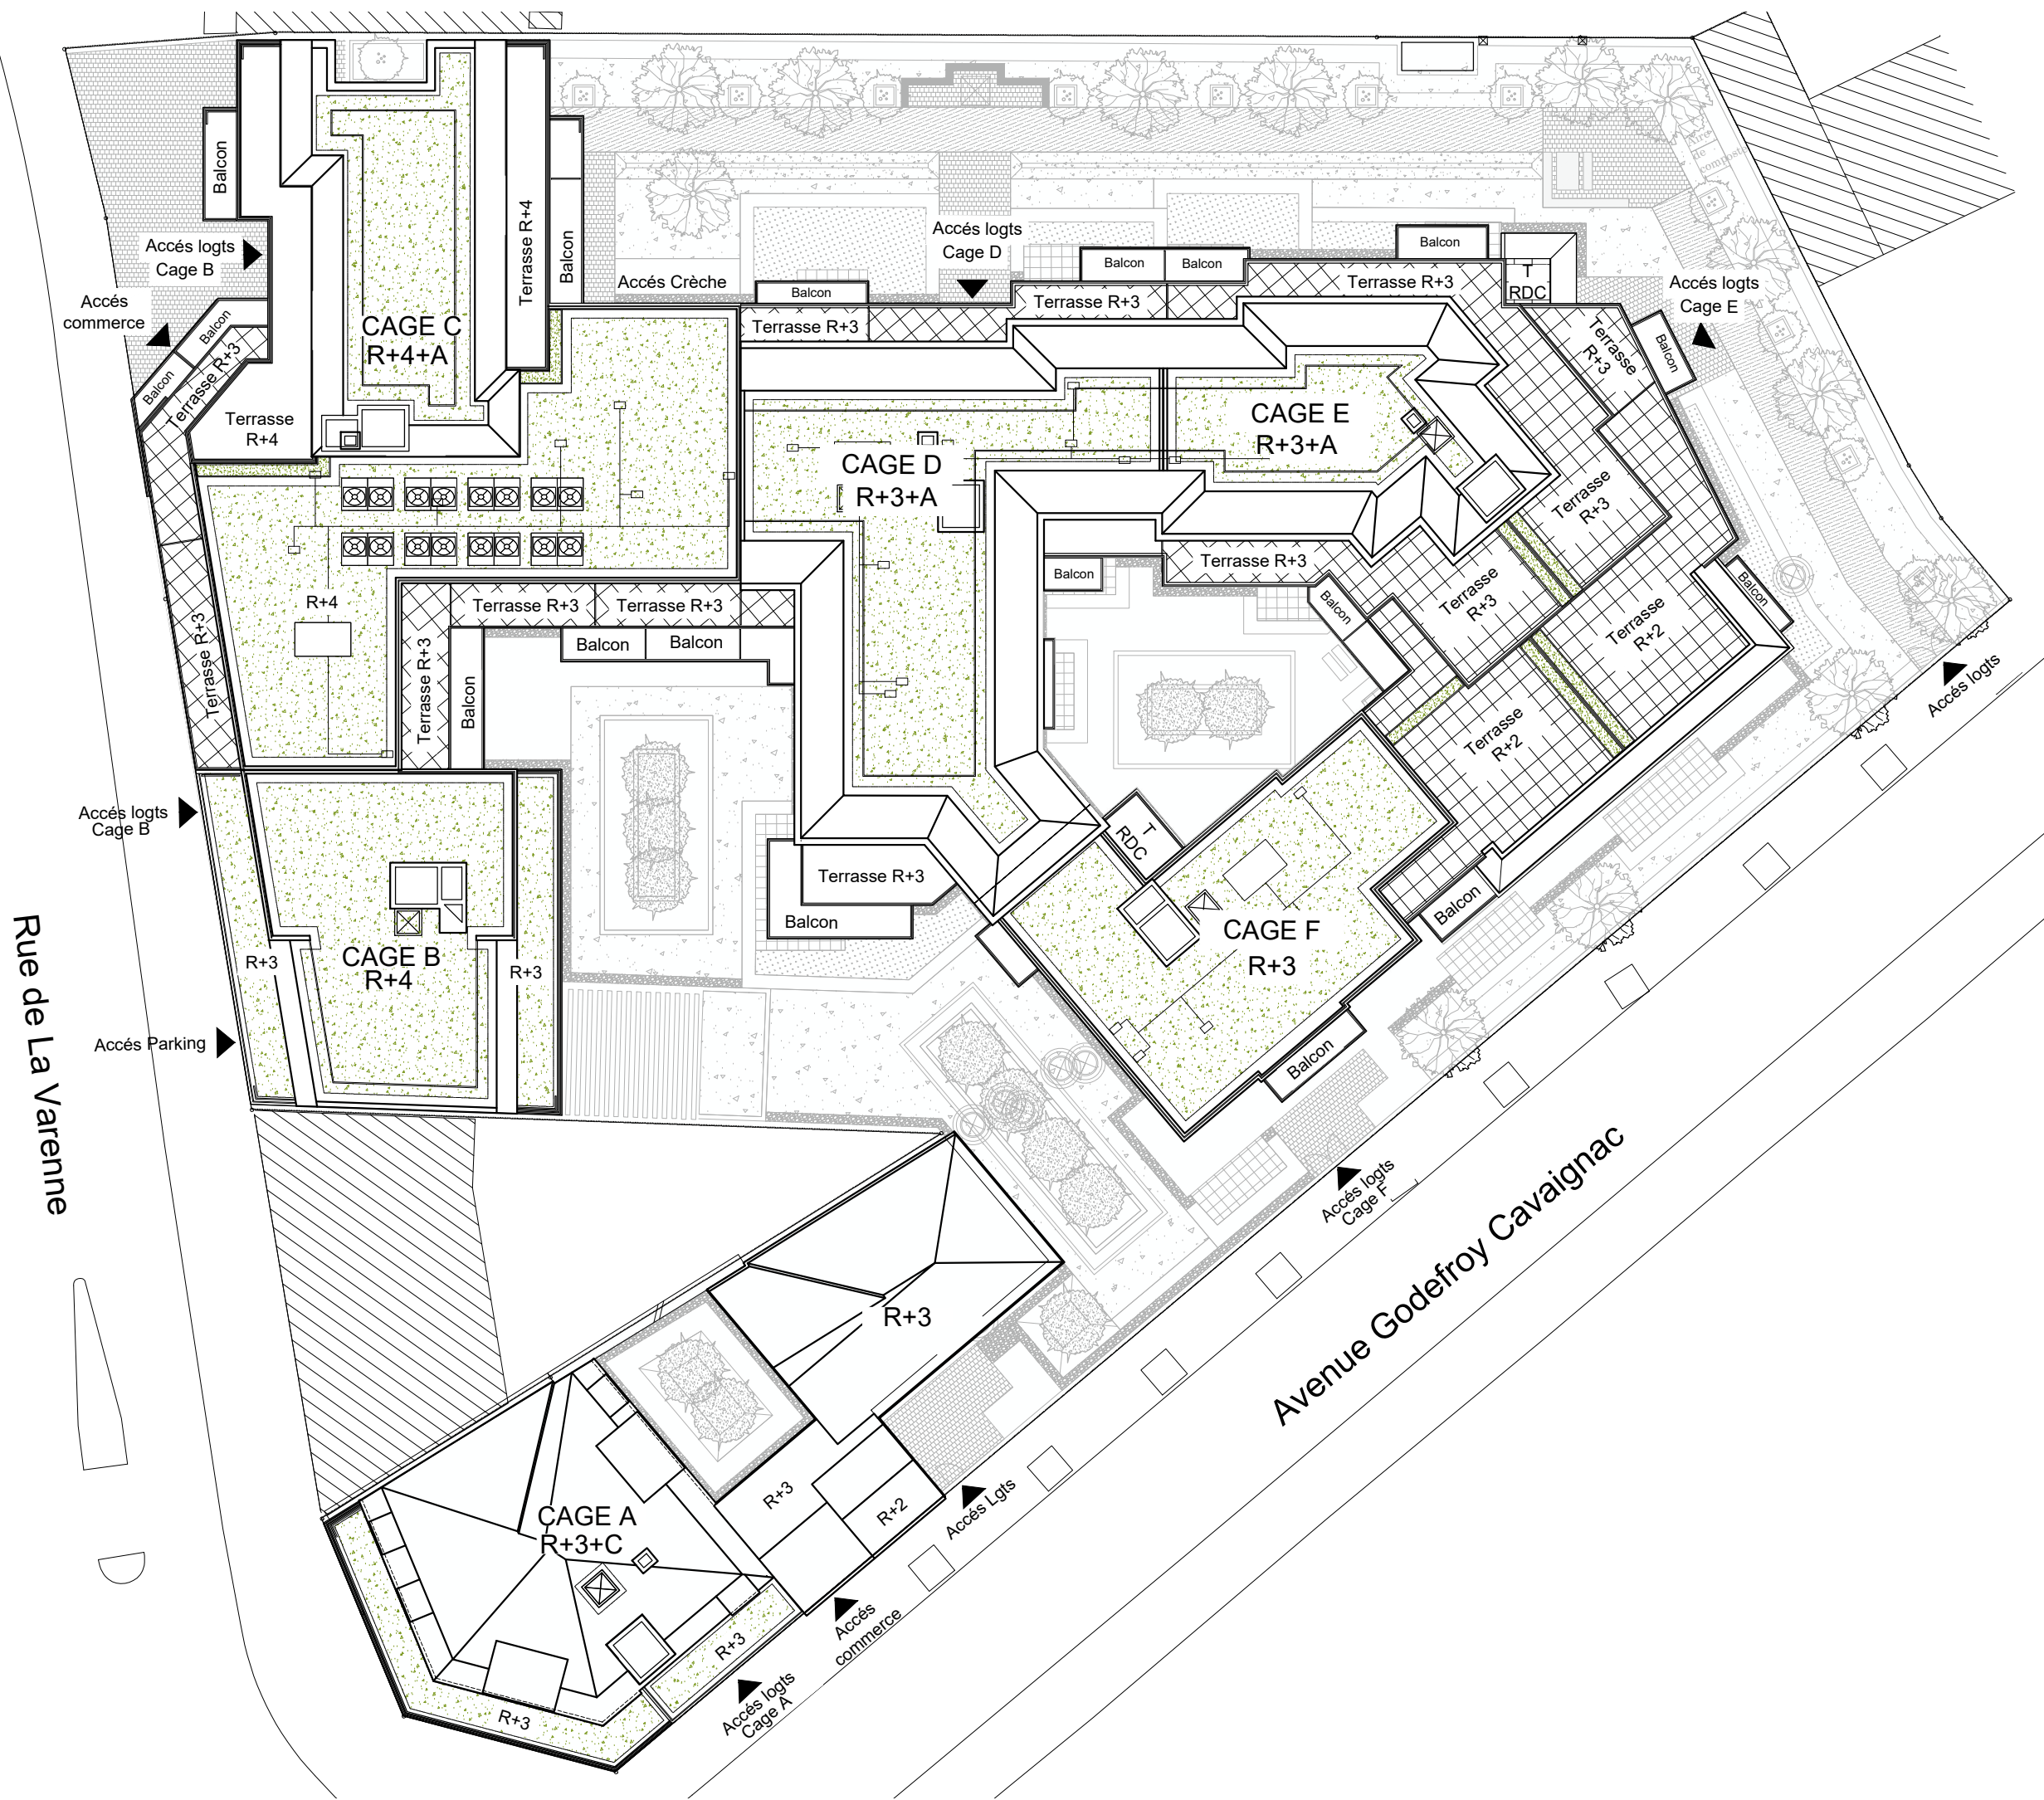 Balcon
Terrasse R+4
Balcon
Accés logts
Cage B
Accés
commerce
Balcon
Balcon
Terrasse R+3
Terrasse
R+4
CAGE C
R+4+A
Accés Crèche
Accés logts
Cage D
Balcon
Balcon
Balcon
Balcon
T
RDC
Aire
de
compost
Accés logts
Cage E
Terrasse R+3
Terrasse R+3
Terrasse R+3
Terrasse
R+3
Balcon
CAGE D
R+3+A
CAGE E
R+3+A
Terrasse
R+3
Terrasse R+3
Terrasse
R+3
Terrasse
R+2
Balcon
Balcon
Balcon
R+4
Terrasse R+3
Terrasse R+3
Terrasse R+3
Terrasse R+3
Balcon
Balcon
Balcon
Terrasse
R+2
Accés logts
Accés logts
Cage B
T
RDC
Terrasse R+3
Balcon
Balcon
CAGE F
R+3
CAGE B
R+4
R+3
R+3
Accés Parking
Balcon
Rue de La Varenne
Accés logts
Cage F
Avenue Godefroy Cavaignac
R+3
R+3
R+2
Accés Lgts
CAGE A
R+3+C
Accés
commerce
R+3
R+3
Accés logts
Cage A